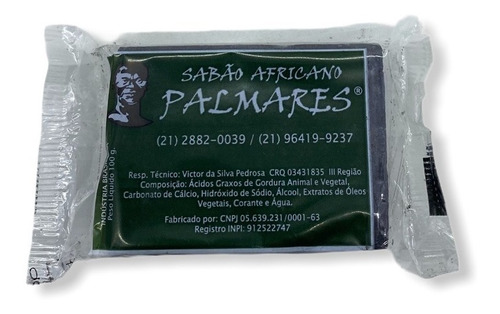 SABÃO AFRICANO
PALMARES®
(21) 2882-0039 / (21) 96419-9237
Resp. Técnico: Victor da Silva Pedrosa CRQ 03431835 III Região
Composição: Ácidos Graxos de Gordura Animal e Vegetal,
Carbonato de Cálcio, Hidróxido de Sódio, Álcool, Extratos de Óleos
Vegetais, Corante e Água.
Fabricado por: CNPJ 05.639.231/0001-63
Registro INPI: 912522747
INDÚSTRIA BRAS
Peso Líquido 100 g.